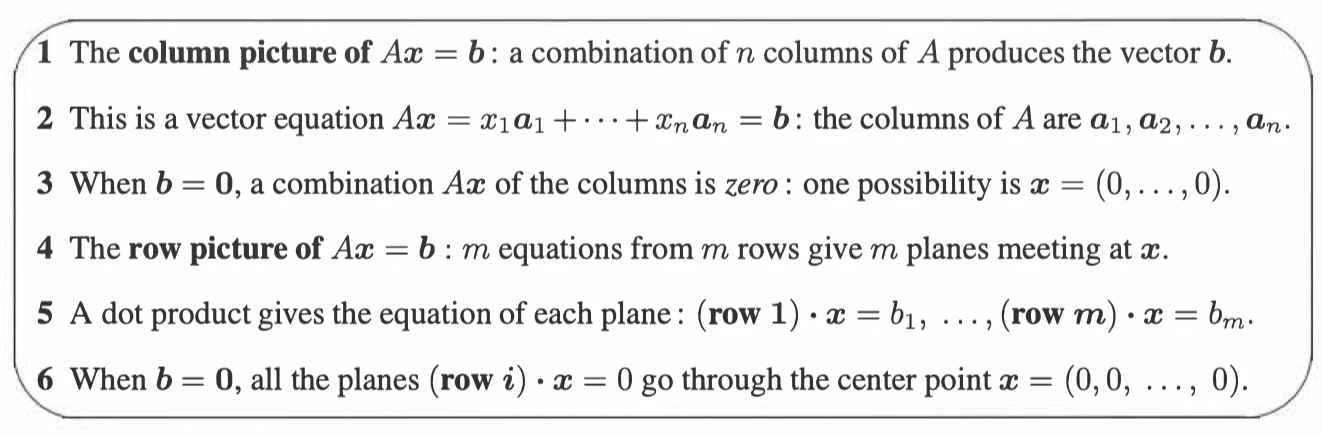 1 The column picture of Ax = b : a combination of n columns of A produces the vector b.
2 This is a vector equation Ax = x₁a₁ + ··· + xₙaₙ = b : the columns of A are a₁, a₂, . . . , aₙ.
3 When b = 0, a combination Ax of the columns is zero : one possibility is x = (0, . . . , 0).
4 The row picture of Ax = b : m equations from m rows give m planes meeting at x.
5 A dot product gives the equation of each plane : (row 1) · x = b₁, . . . , (row m) · x = bₘ.
6 When b = 0, all the planes (row i) · x = 0 go through the center point x = (0, 0, . . . , 0).